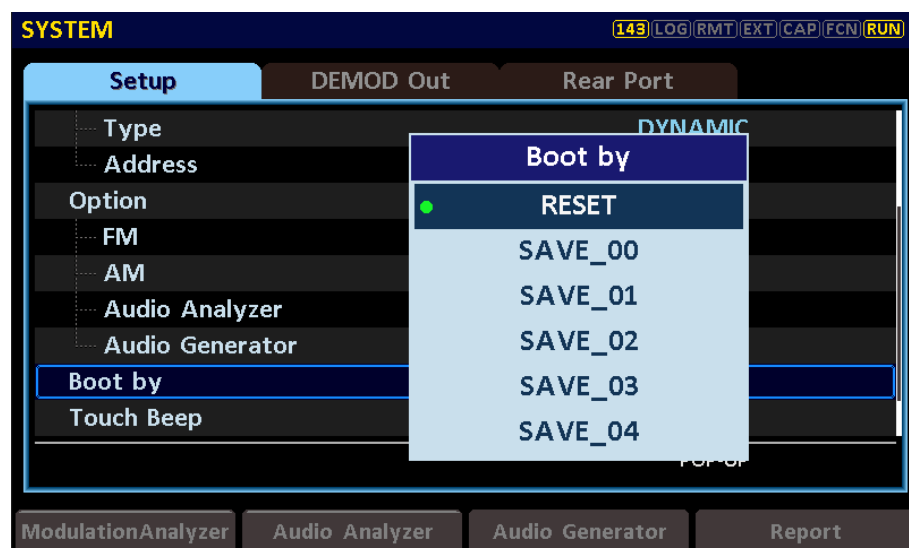 SYSTEM 143 LOG RMT EXT CAP FCN RUN
Setup DEMOD Out Rear Port
Type DYNAMIC
Address
Option
FM
AM
Audio Analyzer
Audio Generator
Boot by
Touch Beep
Boot by
RESET
SAVE_00
SAVE_01
SAVE_02
SAVE_03
SAVE_04
POP-UP
ModulationAnalyzer Audio Analyzer Audio Generator Report